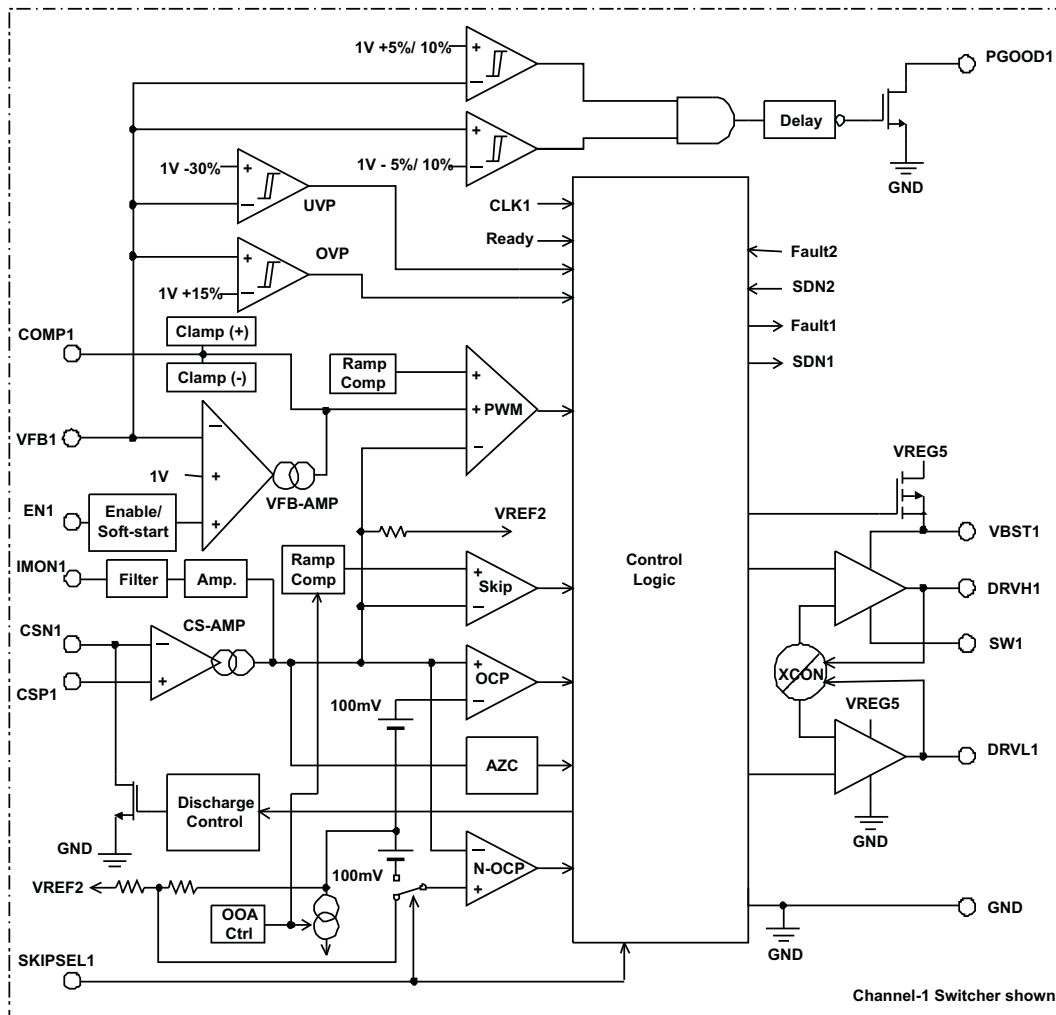 1V +5%/ 10%
+
−
PGOOD1
Delay
+
1V - 5%/ 10%
−
GND
1V -30%
+
−
UVP
CLK1
Ready
OVP
+
1V +15%
−
Fault2
SDN2
Fault1
SDN1
COMP1
Clamp (+)
Clamp (-)
Ramp
Comp
+
+
PWM
−
VFB1
−
1V
+
+
VFB-AMP
EN1
Enable/
Soft-start
VREF2
VREG5
VBST1
IMON1
Filter
Amp.
Ramp
Comp
+
Skip
−
Control
Logic
DRVH1
SW1
CSN1
CS-AMP
−
+
CSP1
+
OCP
−
100mV
XCON
VREG5
DRVL1
AZC
Discharge
Control
GND
GND
100mV
−
N-OCP
+
VREF2
OOA
Ctrl
GND
GND
SKIPSEL1
Channel-1 Switcher shown